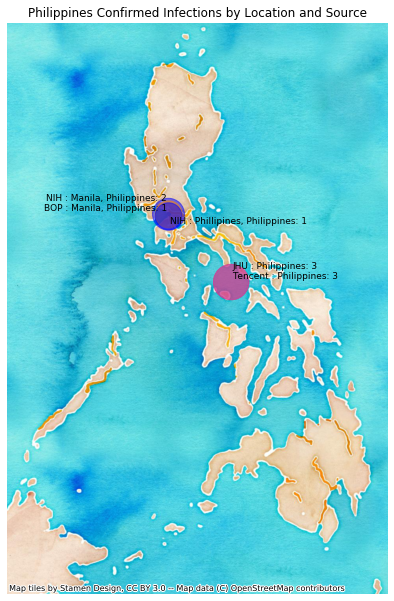 Philippines Confirmed Infections by Location and Source
NIH : Manila, Philippines: 2
BOP : Manila, Philippines: 1
NIH : Phillipines, Philippines: 1
JHU : Philippines: 3
Tencent : Philippines: 3
Map tiles by Stamen Design, CC BY 3.0 -- Map data (C) OpenStreetMap contributors